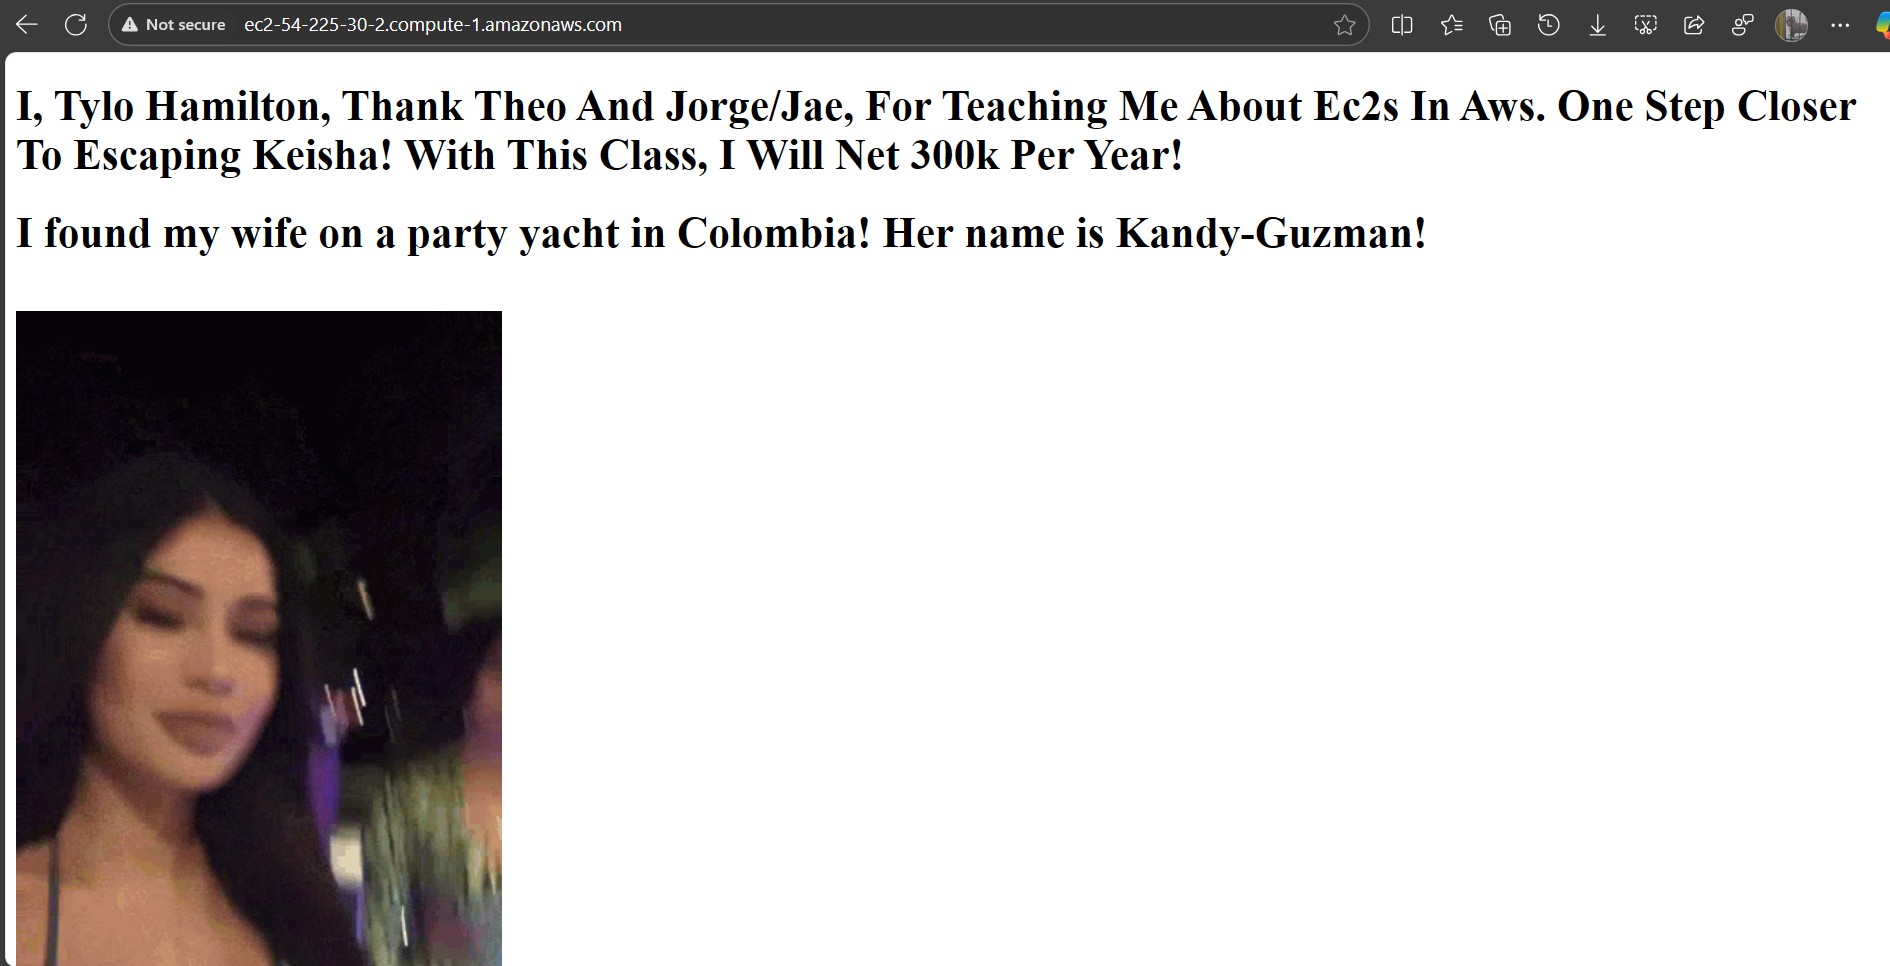 Not secure ec2-54-225-30-2.compute-1.amazonaws.com
I, Tylo Hamilton, Thank Theo And Jorge/Jae, For Teaching Me About Ec2s In Aws. One Step Closer
To Escaping Keisha! With This Class, I Will Net 300k Per Year!
I found my wife on a party yacht in Colombia! Her name is Kandy-Guzman!